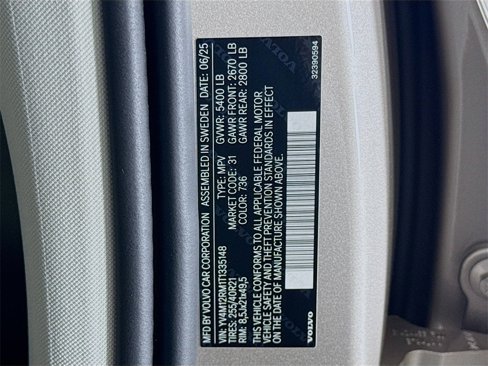 MFD BY VOLVO CAR CORPORATION ASSEMBLED IN SWEDEN DATE: 06/25
VIN: YV4M12RM1T1335148 TYPE: MPV GVWR: 5400 LB
TIRES: 255/40R21 MARKET CODE: 31 GAWR FRONT: 2670 LB
RIM: 8,5Jx21x49,5 COLOR: 736 GAWR REAR: 2800 LB
THIS VEHICLE CONFORMS TO ALL APPLICABLE FEDERAL MOTOR
VEHICLE SAFETY AND THEFT PREVENTION STANDARDS IN EFFECT
ON THE DATE OF MANUFACTURE SHOWN ABOVE.
VOLVO 32390594